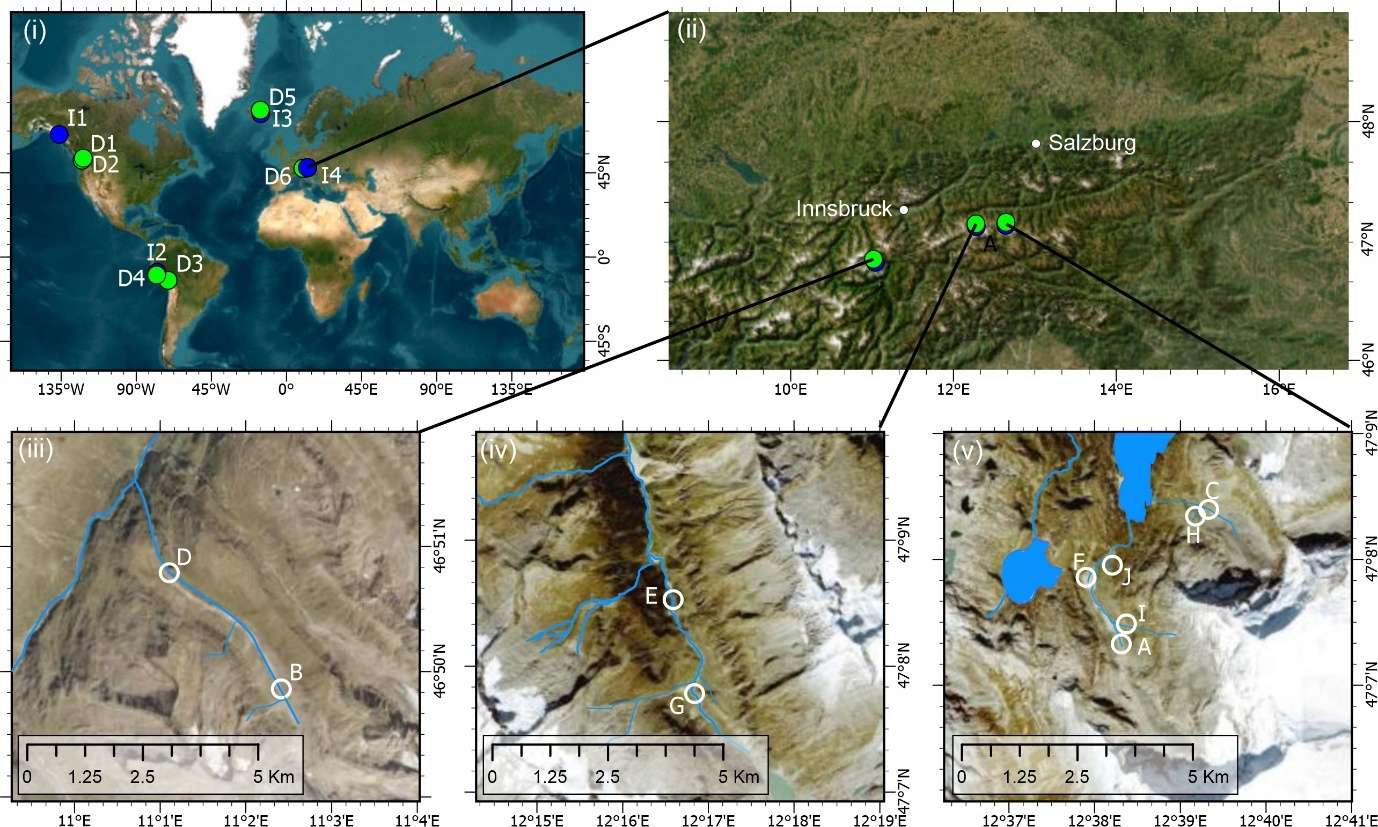 (i)
D5
I3
I1
D1
D2
D6
I4
I2
D3
D4
45°N
0°
45°S
135°W
90°W
45°W
0°
45°E
90°E
135°E
(ii)
Salzburg
Innsbruck
A
48°N
47°N
46°N
10°E
12°E
14°E
16°E
(iii)
D
B
0
1.25
2.5
5 Km
46°51'N
46°50'N
11°E
11°1'E
11°2'E
11°3'E
11°4'E
(iv)
E
G
0
1.25
2.5
5 Km
47°9'N
47°8'N
47°7'N
12°15'E
12°16'E
12°17'E
12°18'E
12°19'E
(v)
C
H
F
J
I
A
0
1.25
2.5
5 Km
47°9'N
47°8'N
47°7'N
12°37'E
12°38'E
12°39'E
12°40'E
12°41'E